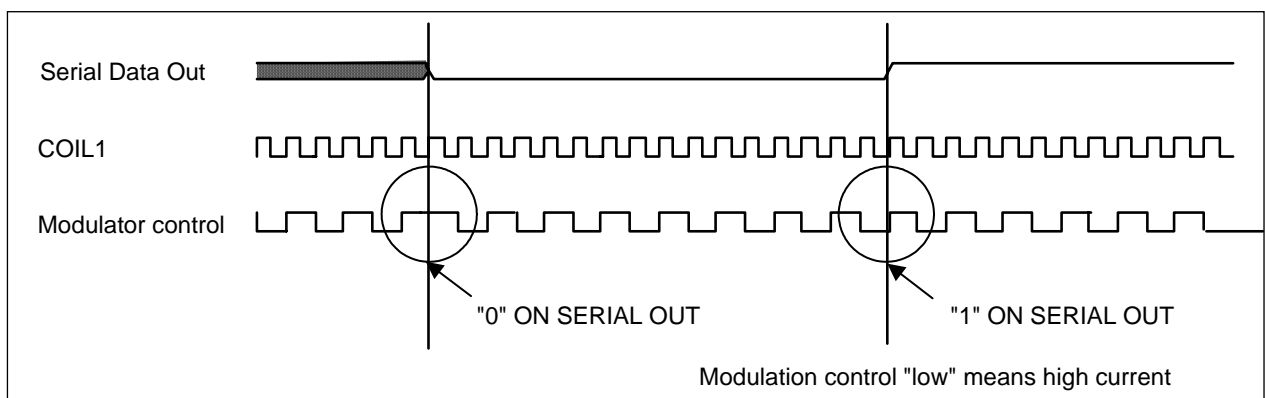 Serial Data Out
COIL1
Modulator control
"0" ON SERIAL OUT
"1" ON SERIAL OUT
Modulation control "low" means high current